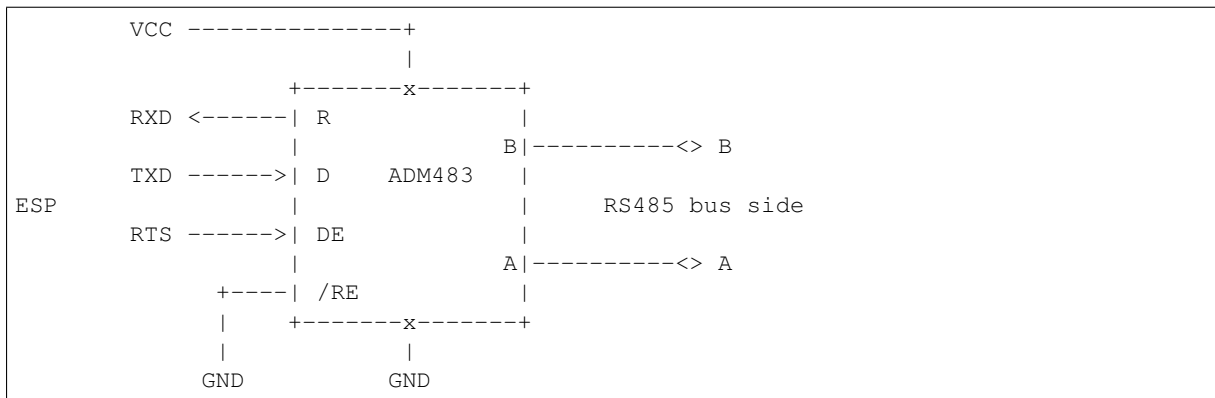 VCC ---------------+
|
+-------x-------+
RXD <------| R |
| B|----------<> B
TXD ------>| D ADM483 |
ESP | | RS485 bus side
RTS ------>| DE |
| A|----------<> A
+----| /RE |
| +-------x-------+
| |
GND GND